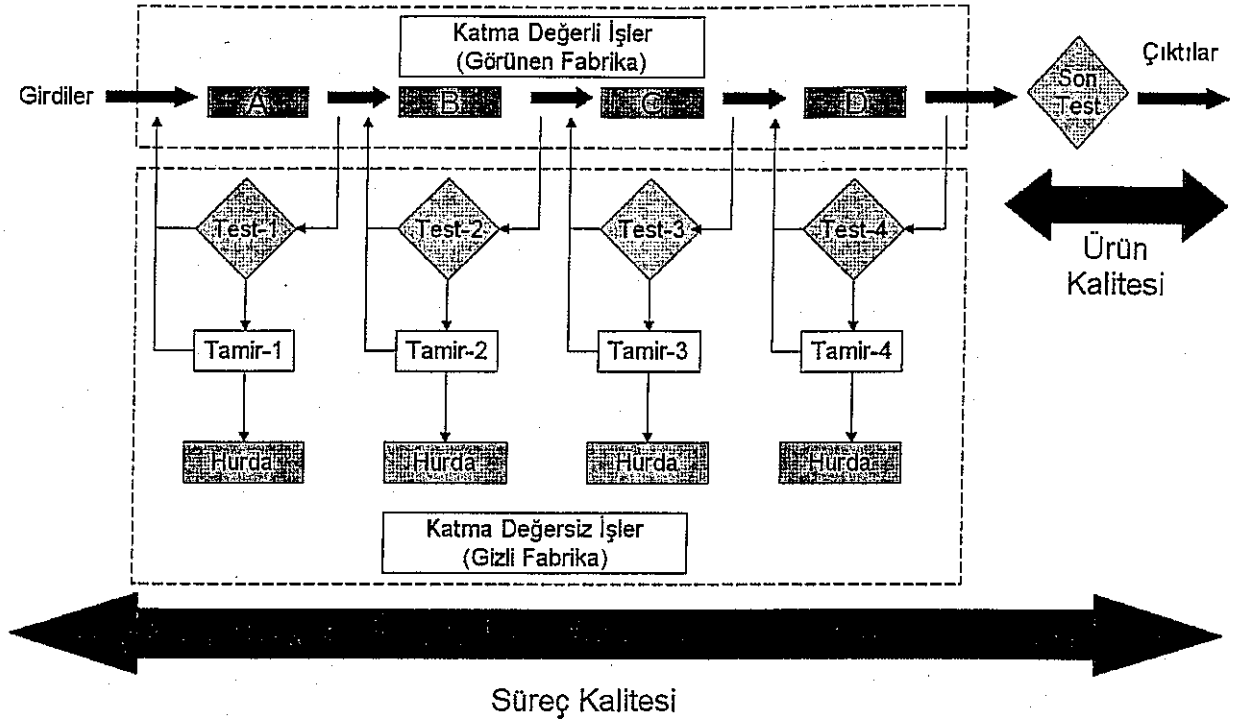 Katma Değerli İşler
(Görünen Fabrika)
Girdiler
A
B
C
D
Son
Test
Çıktılar
Test-1
Test-2
Test-3
Test-4
Ürün
Kalitesi
Tamir-1
Tamir-2
Tamir-3
Tamir-4
Hurda
Hurda
Hurda
Hurda
Katma Değersiz İşler
(Gizli Fabrika)
Süreç Kalitesi